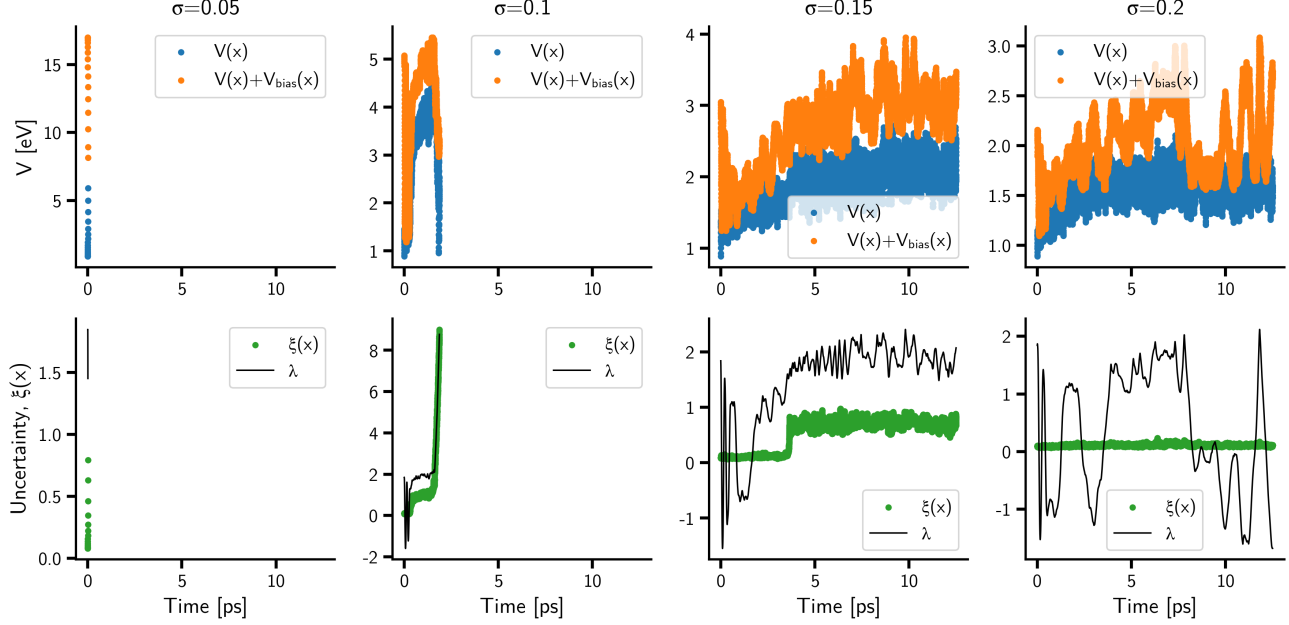 σ=0.05 σ=0.1 σ=0.15 σ=0.2
V [eV]
15
10
5
0 5 10
V(x)
V(x)+V_bias(x)
5
4
3
2
1
0 5 10
V(x)
V(x)+V_bias(x)
4
3
2
1
0 5 10
V(x)
V(x)+V_bias(x)
3.0
2.5
2.0
1.5
1.0
0 5 10
V(x)
V(x)+V_bias(x)
Uncertainty, ξ(x)
1.5
1.0
0.5
0.0
0 5 10
Time [ps]
ξ(x)
λ
8
6
4
2
0
-2
0 5 10
Time [ps]
ξ(x)
λ
2
1
0
-1
0 5 10
Time [ps]
ξ(x)
λ
2
1
0
-1
0 5 10
Time [ps]
ξ(x)
λ